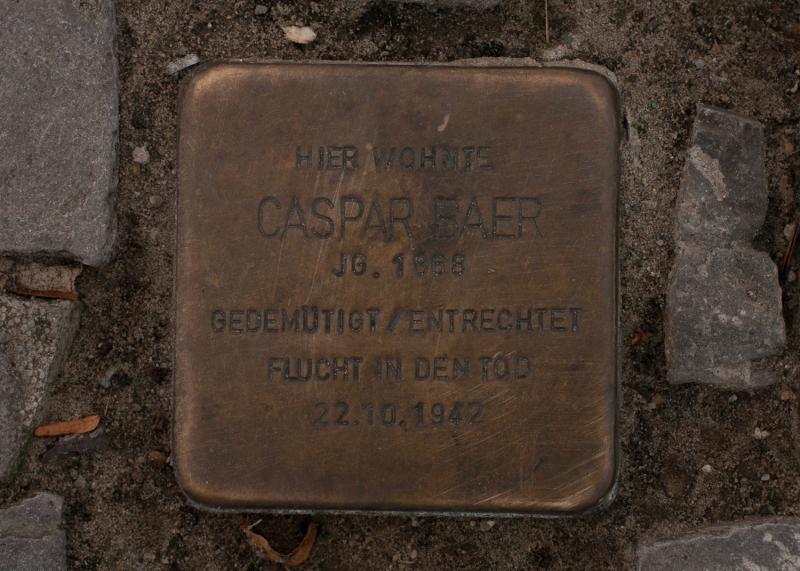 HIER WOHNTE
CASPAR BAER
JG. 1868
GEDEMÜTIGT/ENTRECHTET
FLUCHT IN DEN TOD
22.10.1942